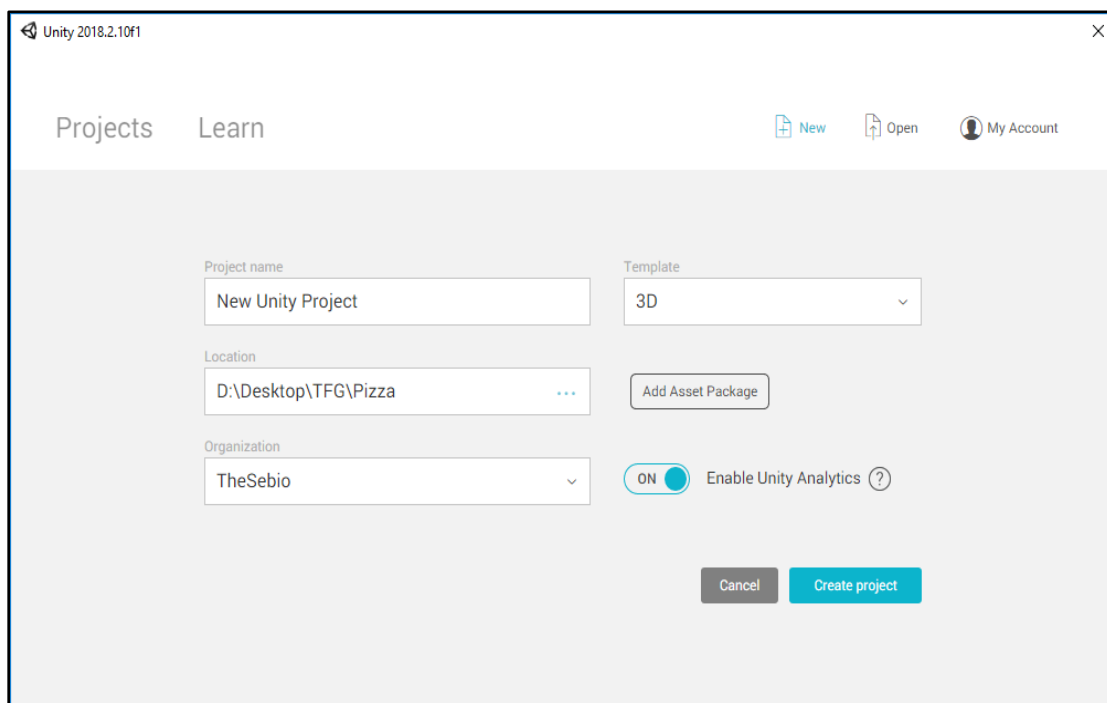 Unity 2018.2.10f1
Projects Learn New Open My Account
Project name Template
New Unity Project 3D
Location
D:\Desktop\TFG\Pizza ... Add Asset Package
Organization
TheSebio ON Enable Unity Analytics ?
Cancel Create project